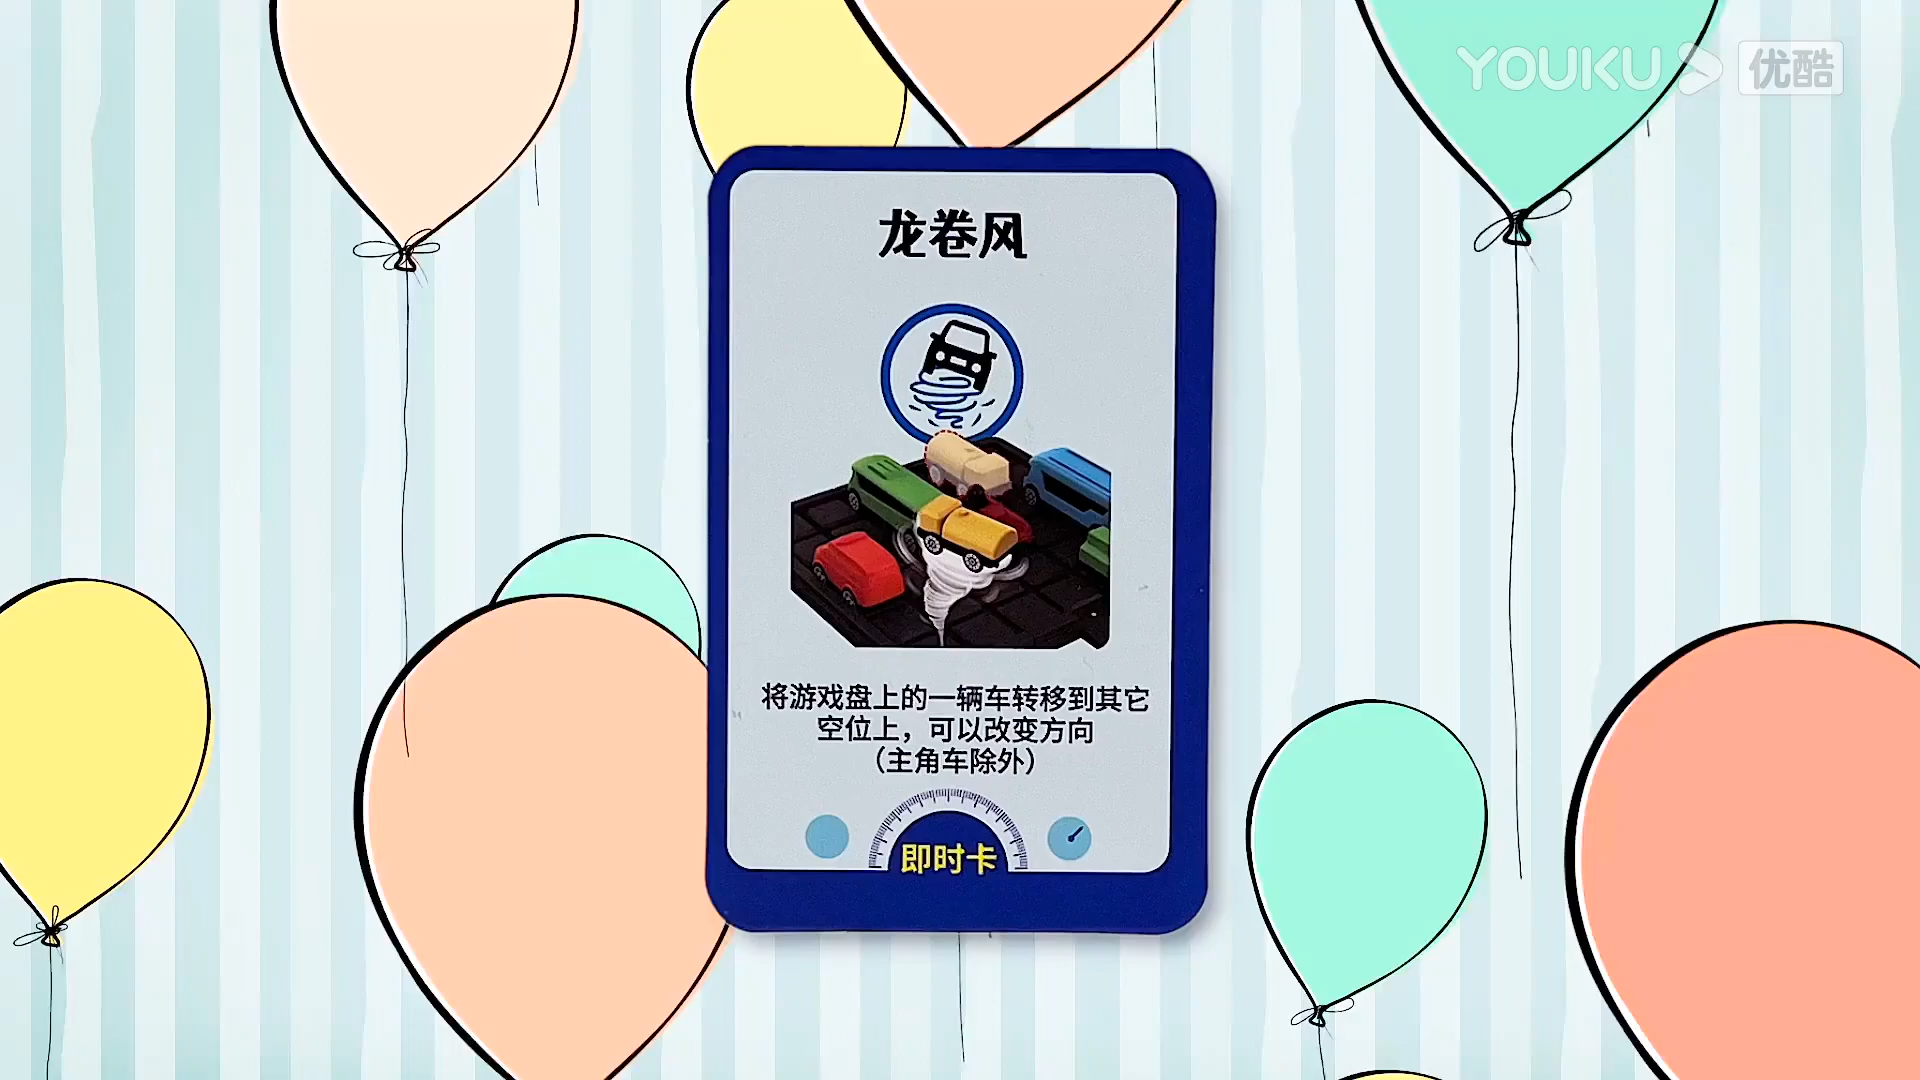 YOUKU 优酷
龙卷风
将游戏盘上的一辆车转移到其它
空位上，可以改变方向
（主角车除外）
即时卡